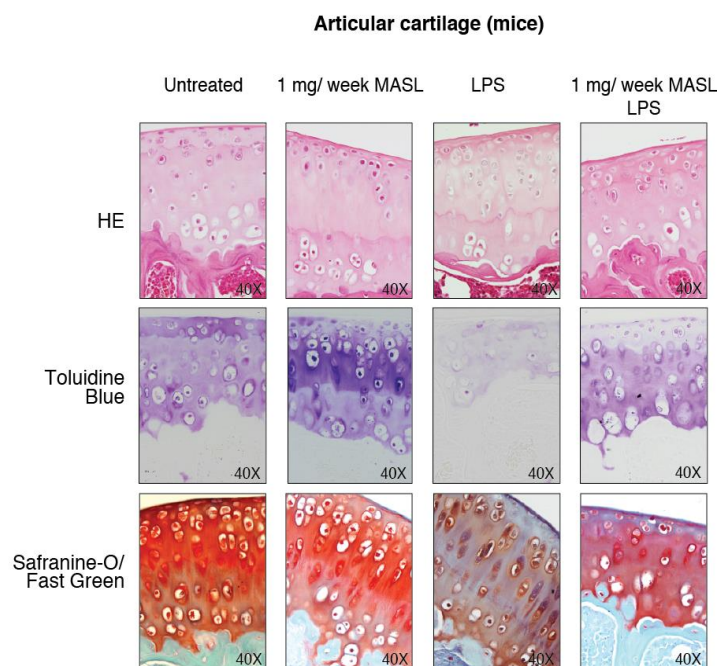 Articular cartilage (mice)
Untreated
1 mg/ week MASL
LPS
1 mg/ week MASL
LPS
HE
40X
40X
40X
40X
Toluidine
Blue
40X
40X
40X
40X
Safranine-O/
Fast Green
40X
40X
40X
40X